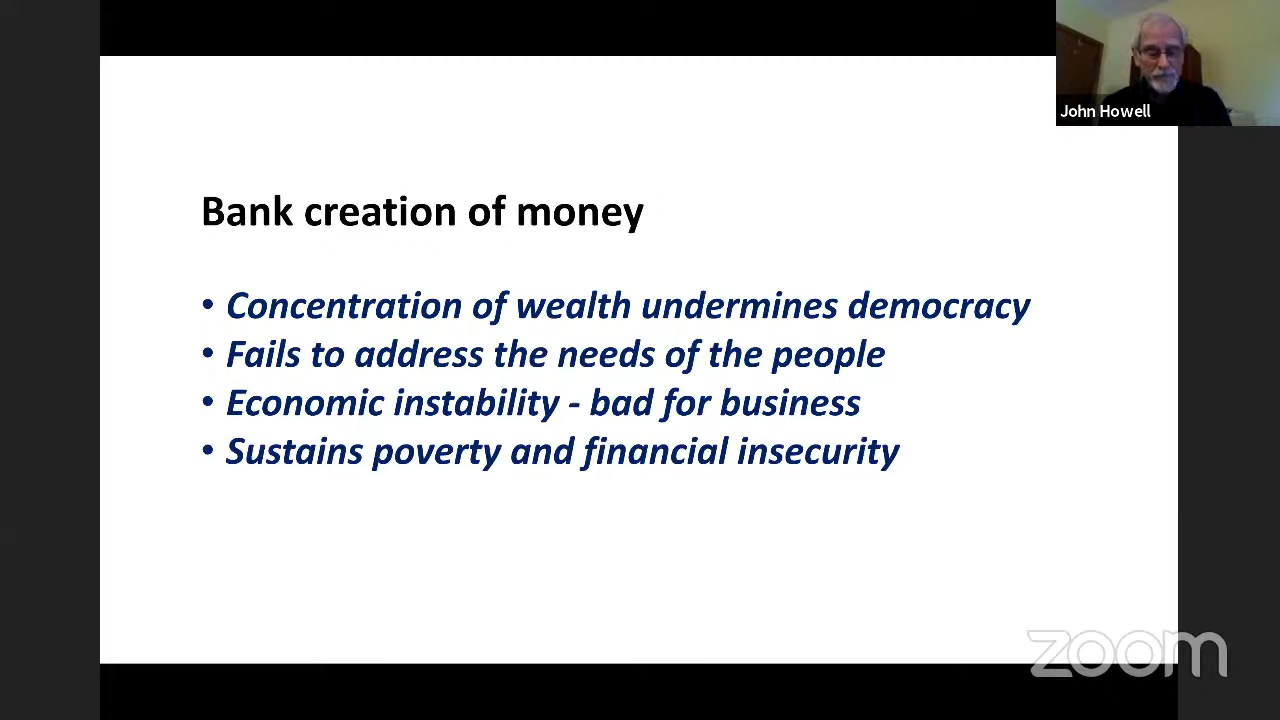 John Howell
Bank creation of money
• Concentration of wealth undermines democracy
• Fails to address the needs of the people
• Economic instability - bad for business
• Sustains poverty and financial insecurity
zoom